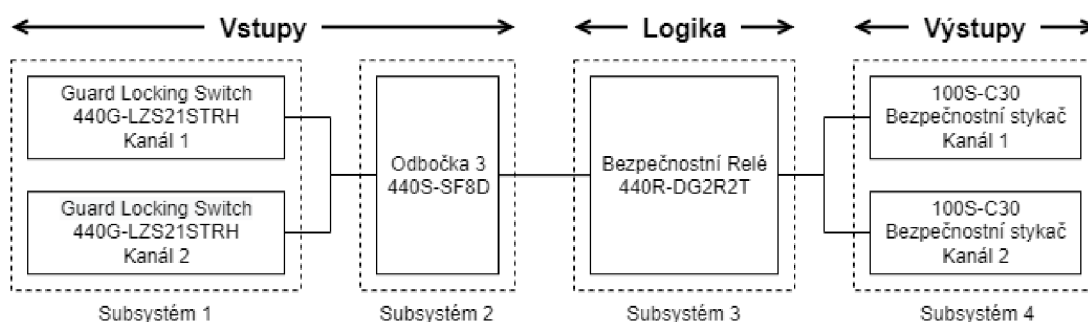 Vstupy
Logika
Výstupy
Guard Locking Switch
440G-LZS21STRH
Kanál 1
Guard Locking Switch
440G-LZS21STRH
Kanál 2
Odbočka 3
440S-SF8D
Bezpečnostní Relé
440R-DG2R2T
100S-C30
Bezpečnostní stykač
Kanál 1
100S-C30
Bezpečnostní stykač
Kanál 2
Subsystém 1
Subsystém 2
Subsystém 3
Subsystém 4